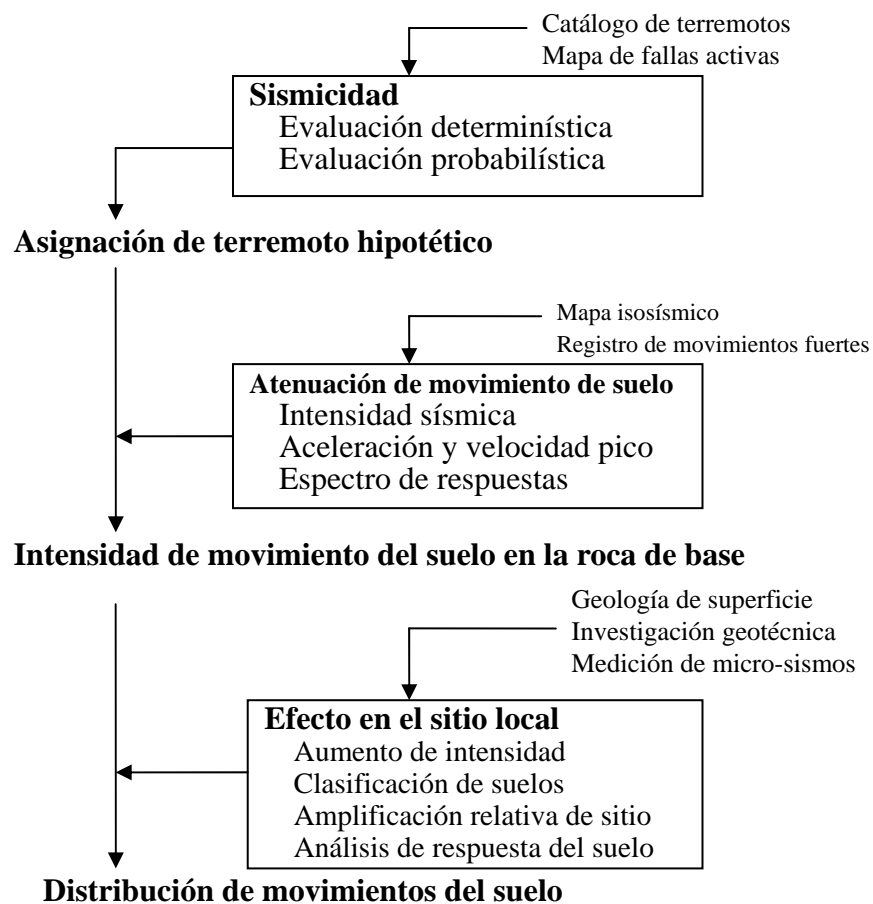 Catálogo de terremotos
Mapa de fallas activas
Sismicidad
Evaluación determinística
Evaluación probabilística
Asignación de terremoto hipotético
Mapa isosísmico
Registro de movimientos fuertes
Atenuación de movimiento de suelo
Intensidad sísmica
Aceleración y velocidad pico
Espectro de respuestas
Intensidad de movimiento del suelo en la roca de base
Geología de superficie
Investigación geotécnica
Medición de micro-sismos
Efecto en el sitio local
Aumento de intensidad
Clasificación de suelos
Amplificación relativa de sitio
Análisis de respuesta del suelo
Distribución de movimientos del suelo